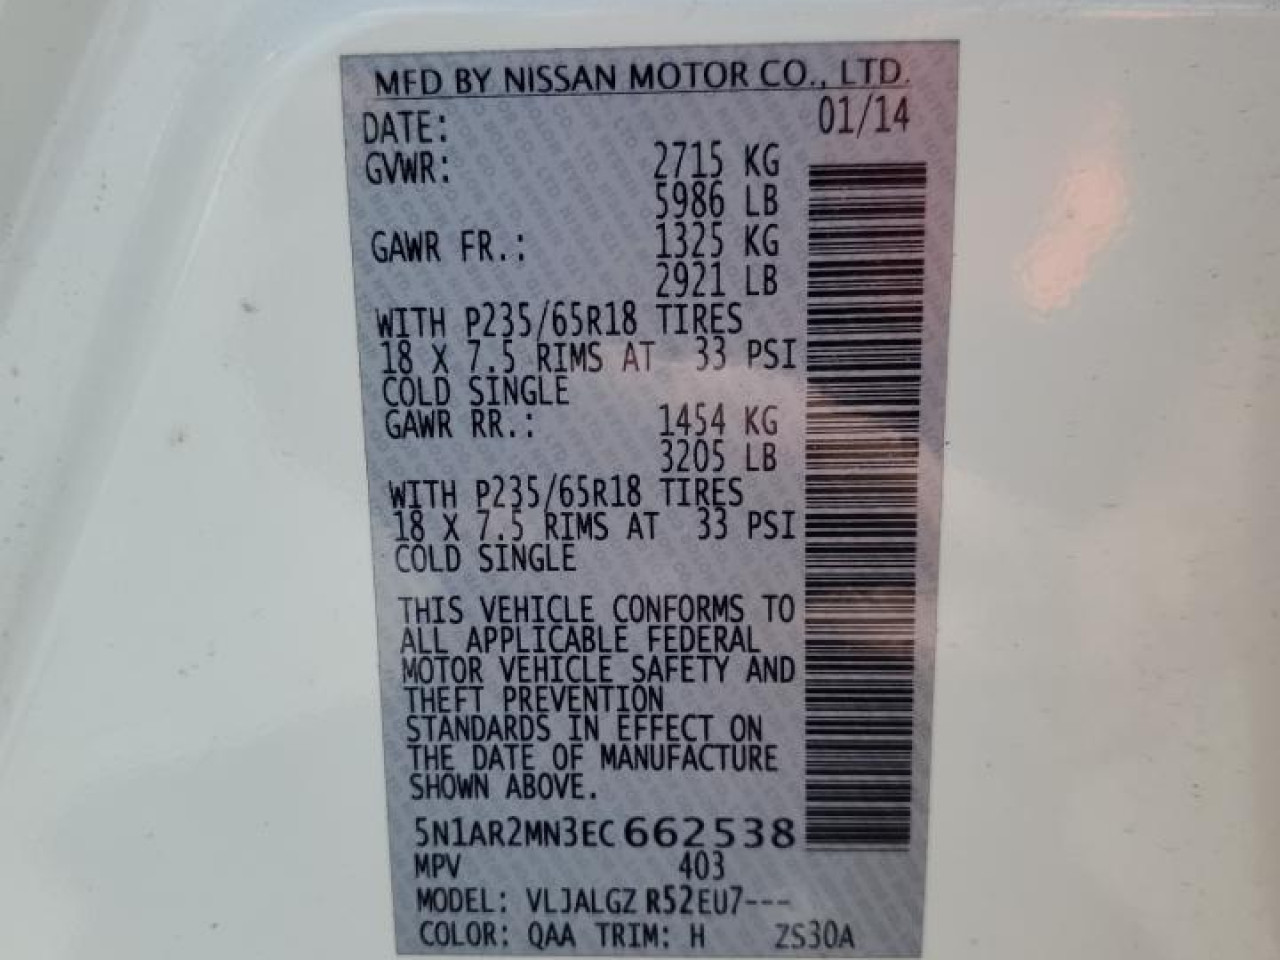 MFD BY NISSAN MOTOR CO., LTD.
DATE: 01/14
GVWR: 2715 KG
5986 LB
GAWR FR.: 1325 KG
2921 LB
WITH P235/65R18 TIRES
18 X 7.5 RIMS AT 33 PSI
COLD SINGLE
GAWR RR.: 1454 KG
3205 LB
WITH P235/65R18 TIRES
18 X 7.5 RIMS AT 33 PSI
COLD SINGLE
THIS VEHICLE CONFORMS TO
ALL APPLICABLE FEDERAL
MOTOR VEHICLE SAFETY AND
THEFT PREVENTION
STANDARDS IN EFFECT ON
THE DATE OF MANUFACTURE
SHOWN ABOVE.
5N1AR2MN3EC662538
MPV 403
MODEL: VLJALGZ R52EU7---
COLOR: QAA TRIM: H ZS30A